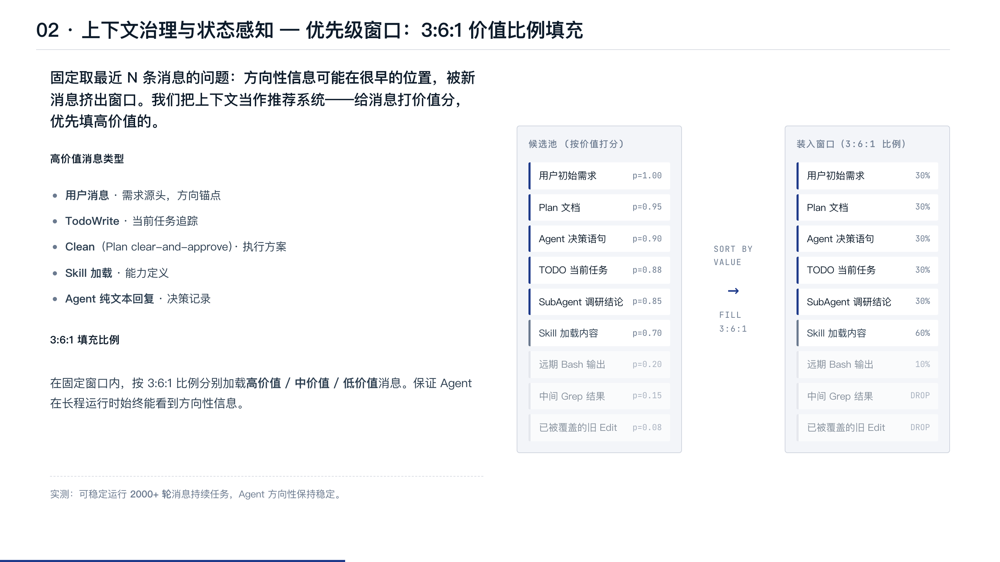 02 · 上下文治理与状态感知 — 优先级窗口：3:6:1 价值比例填充
固定取最近 N 条消息的问题：方向性信息可能在很早的位置，被新
消息挤出窗口。我们把上下文当作推荐系统——给消息打价值分，
优先填高价值的。
高价值消息类型
用户消息 · 需求源头，方向锚点
TodoWrite · 当前任务追踪
Clean（Plan clear-and-approve）· 执行方案
Skill 加载 · 能力定义
Agent 纯文本回复 · 决策记录
3:6:1 填充比例
在固定窗口内，按 3:6:1 比例分别加载高价值 / 中价值 / 低价值消息。保证 Agent
在长程运行时始终能看到方向性信息。
实测：可稳定运行 2000+ 轮消息持续任务，Agent 方向性保持稳定。
候选池（按价值打分）
用户初始需求 p=1.00
Plan 文档 p=0.95
Agent 决策语句 p=0.90
TODO 当前任务 p=0.88
SubAgent 调研结论 p=0.85
Skill 加载内容 p=0.70
远期 Bash 输出 p=0.20
中间 Grep 结果 p=0.15
已被覆盖的旧 Edit p=0.08
SORT BY
VALUE
→
FILL
3:6:1
装入窗口（3:6:1 比例）
用户初始需求 30%
Plan 文档 30%
Agent 决策语句 30%
TODO 当前任务 30%
SubAgent 调研结论 30%
Skill 加载内容 60%
远期 Bash 输出 10%
中间 Grep 结果 DROP
已被覆盖的旧 Edit DROP